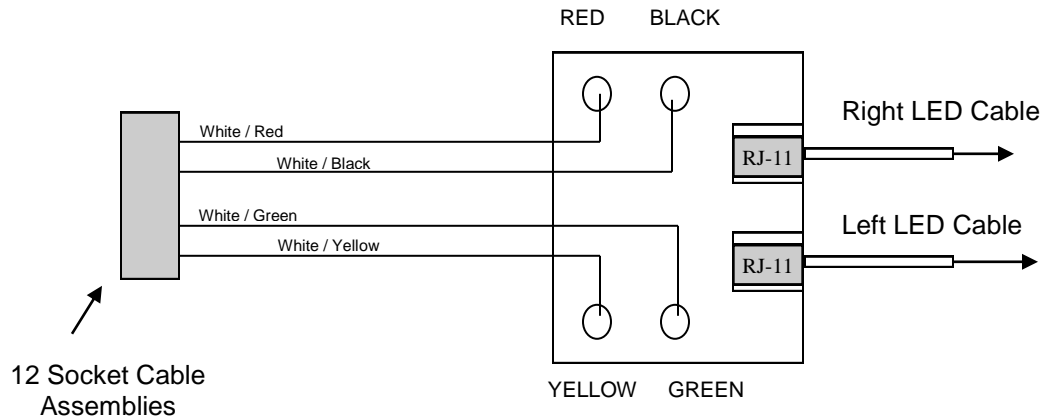 RED BLACK
Right LED Cable
White / Red
RJ-11
White / Black
White / Green
Left LED Cable
White / Yellow
RJ-11
12 Socket Cable
Assemblies
YELLOW GREEN